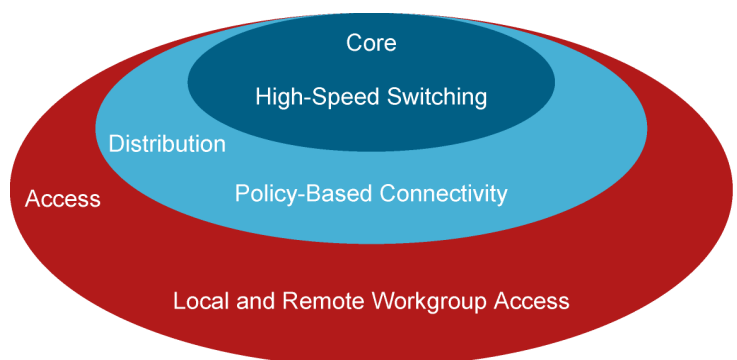 Core
High-Speed Switching
Distribution
Policy-Based Connectivity
Access
Local and Remote Workgroup Access